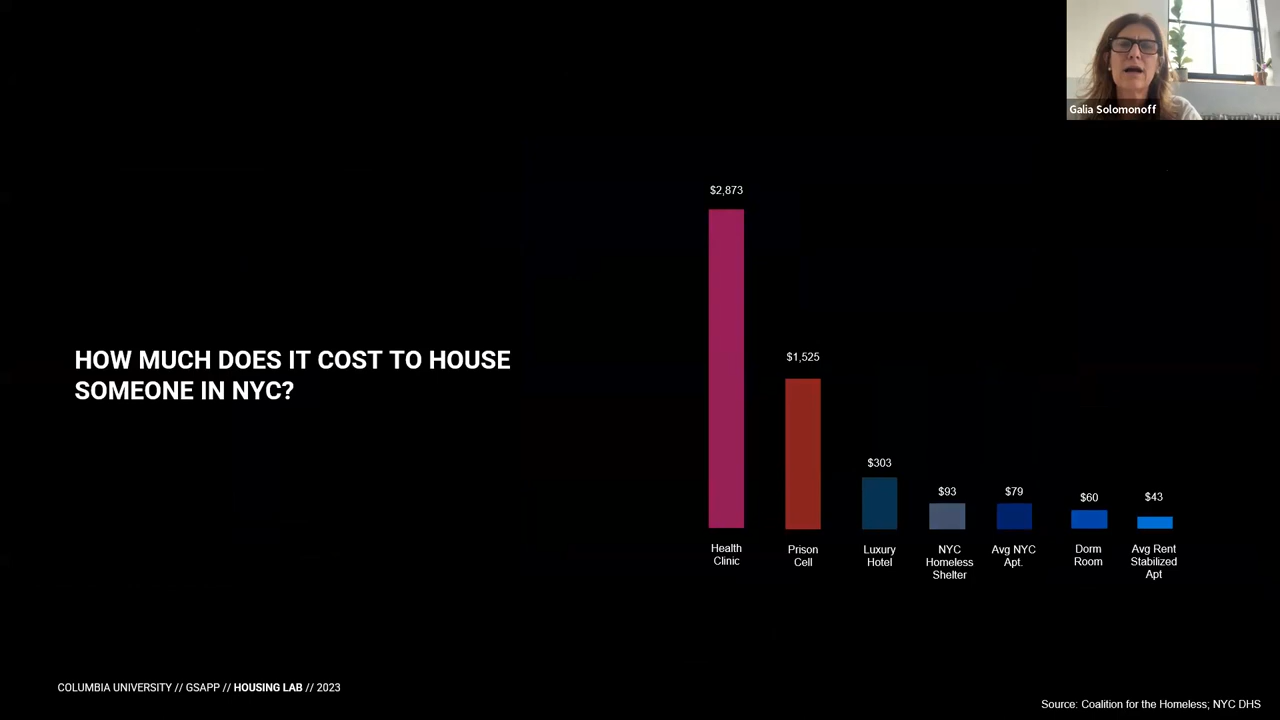 Galia Solomonoff
HOW MUCH DOES IT COST TO HOUSE
SOMEONE IN NYC?
$2,873
$1,525
$303
$93
$79
$60
$43
Health
Clinic
Prison
Cell
Luxury
Hotel
NYC
Homeless
Shelter
Avg NYC
Apt.
Dorm
Room
Avg Rent
Stabilized
Apt
COLUMBIA UNIVERSITY // GSAPP // HOUSING LAB // 2023
Source: Coalition for the Homeless; NYC DHS